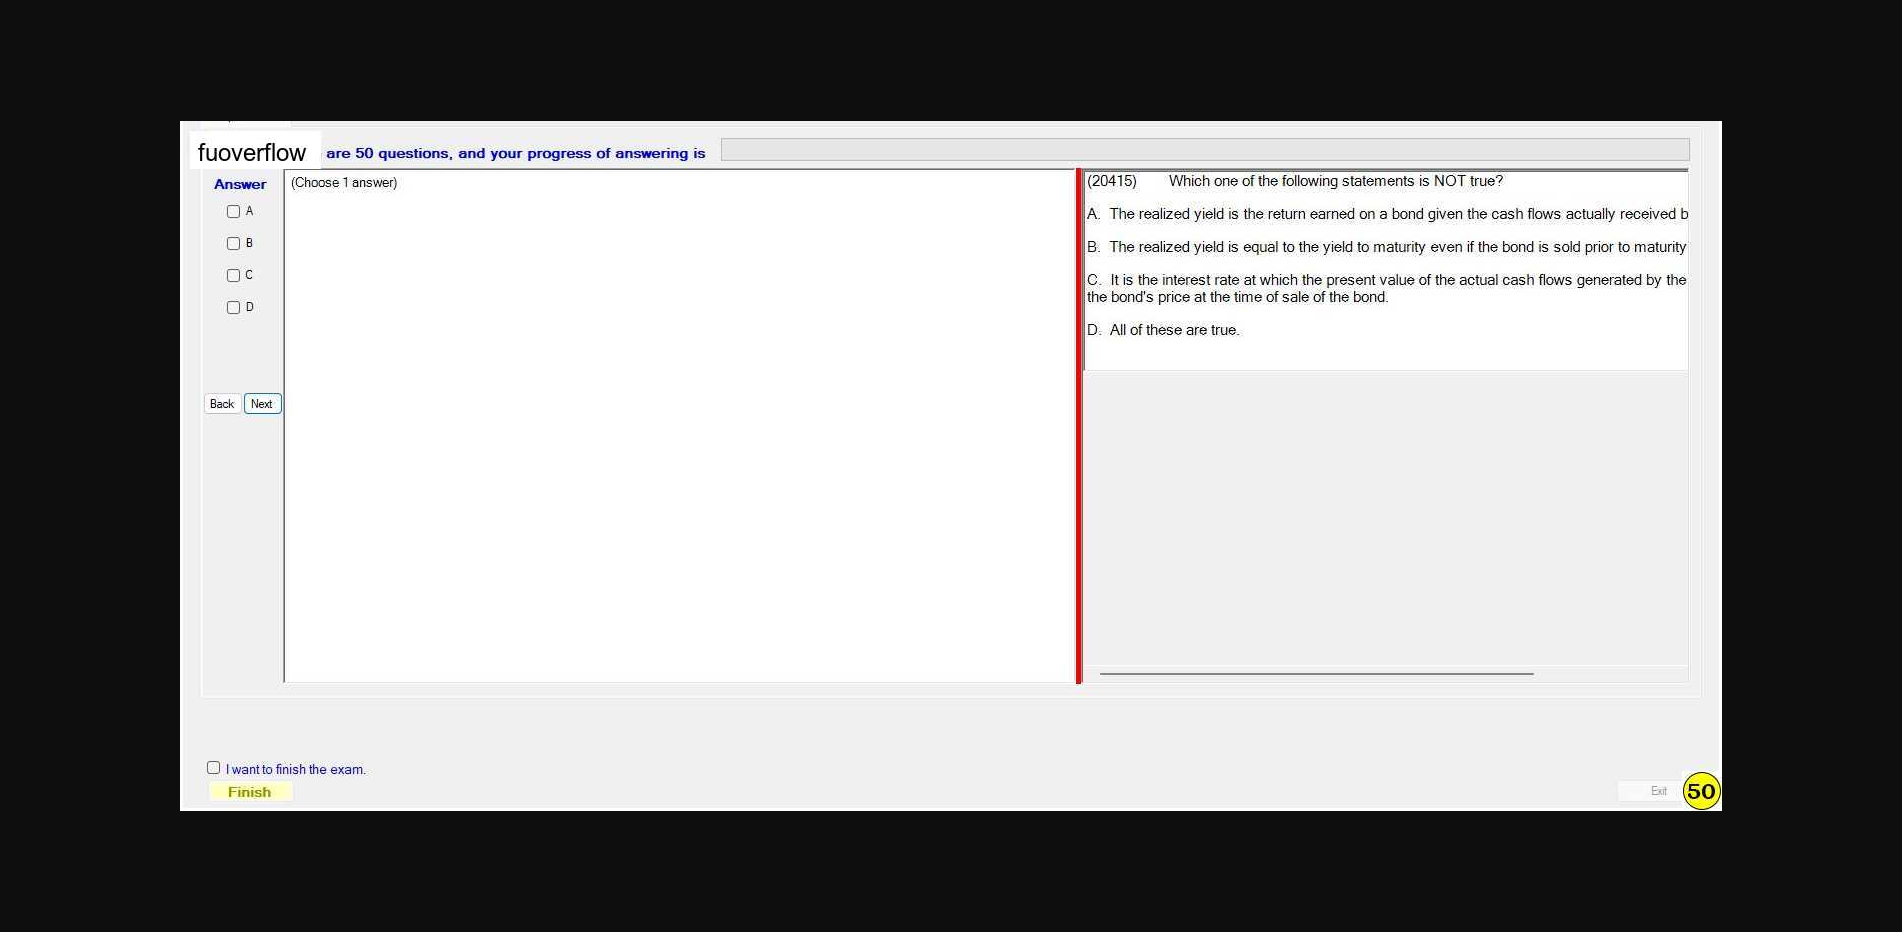 fuoverflow are 50 questions, and your progress of answering is
Answer
(Choose 1 answer)
A
B
C
D
Back Next
(20415) Which one of the following statements is NOT true?
A. The realized yield is the return earned on a bond given the cash flows actually received b
B. The realized yield is equal to the yield to maturity even if the bond is sold prior to maturity
C. It is the interest rate at which the present value of the actual cash flows generated by the
the bond's price at the time of sale of the bond.
D. All of these are true.
I want to finish the exam.
Finish
Exit
50